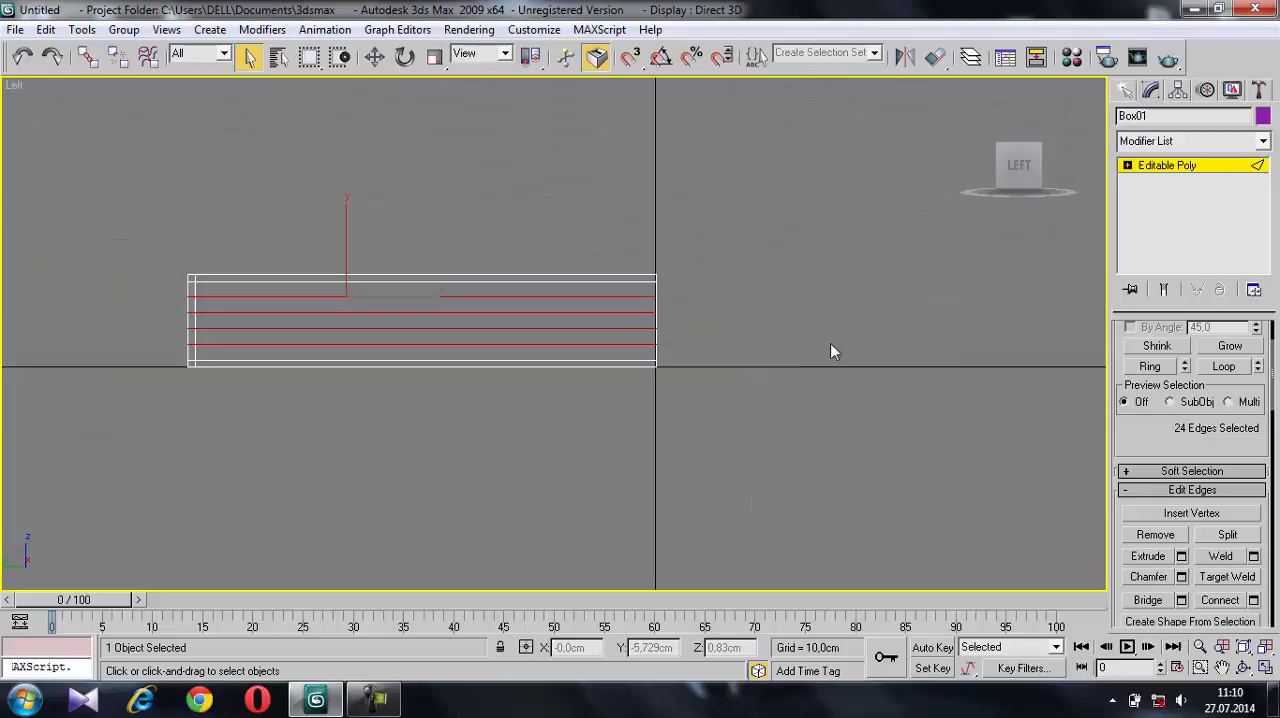 Untitled - Project Folder: C:\Users\DELL\Documents\3dsmax - Autodesk 3ds Max 2009 x64 - Unregistered Version - Display : Direct 3D
File Edit Tools Group Views Create Modifiers Animation Graph Editors Rendering Customize MAXScript Help
All View 3 Create Selection Set
Left
LEFT
y
z
x
Box01
Modifier List
Editable Poly
By Angle: 45,0
Shrink Grow
Ring Loop
Preview Selection
Off SubObj Multi
24 Edges Selected
+ Soft Selection
- Edit Edges
Insert Vertex
Remove Split
Extrude Weld
Chamfer Target Weld
Bridge Connect
Create Shape From Selection
< 0 / 100 >
0 5 10 15 20 25 30 35 40 45 50 55 60 65 70 75 80 85 90 95 100
1 Object Selected X: -0,0cm Y: -5,729cm Z: 0,83cm Grid = 10,0cm Auto Key Selected
AXScript. Click or click-and-drag to select objects Add Time Tag Set Key Key Filters... 0
11:10
27.07.2014